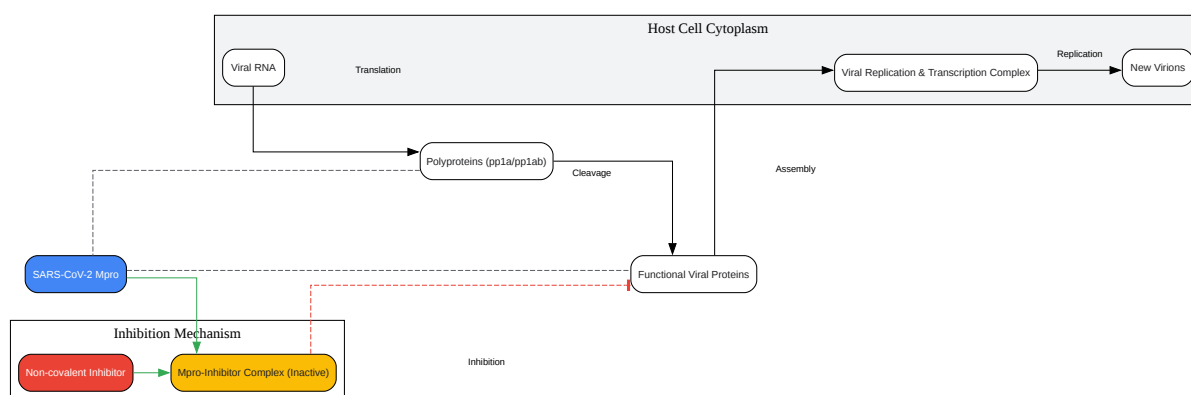 Host Cell Cytoplasm
Viral RNA
Translation
Viral Replication & Transcription Complex
Replication
New Virions
Polyproteins (pp1a/pp1ab)
Cleavage
Assembly
SARS-CoV-2 Mpro
Functional Viral Proteins
Inhibition Mechanism
Non-covalent Inhibitor
Mpro-Inhibitor Complex (Inactive)
Inhibition